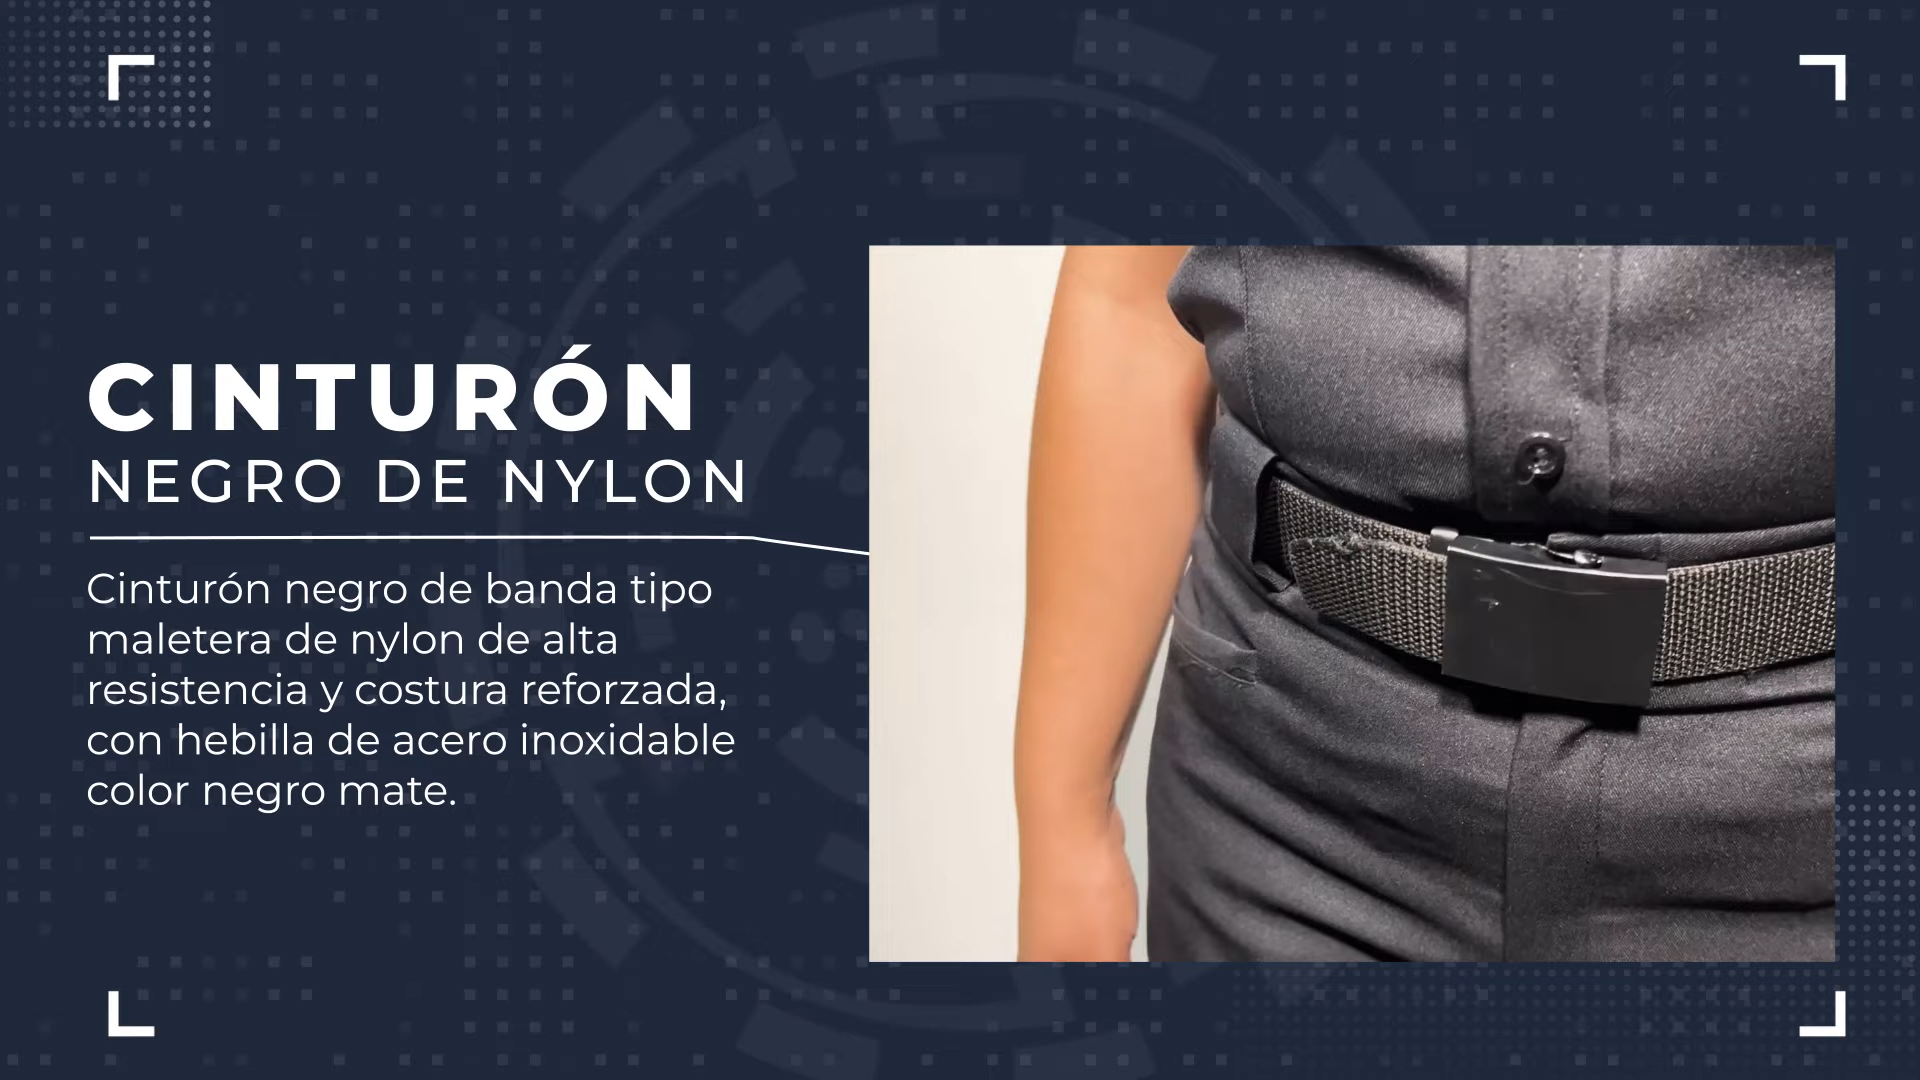 CINTURÓN
NEGRO DE NYLON
Cinturón negro de banda tipo
maletera de nylon de alta
resistencia y costura reforzada,
con hebilla de acero inoxidable
color negro mate.